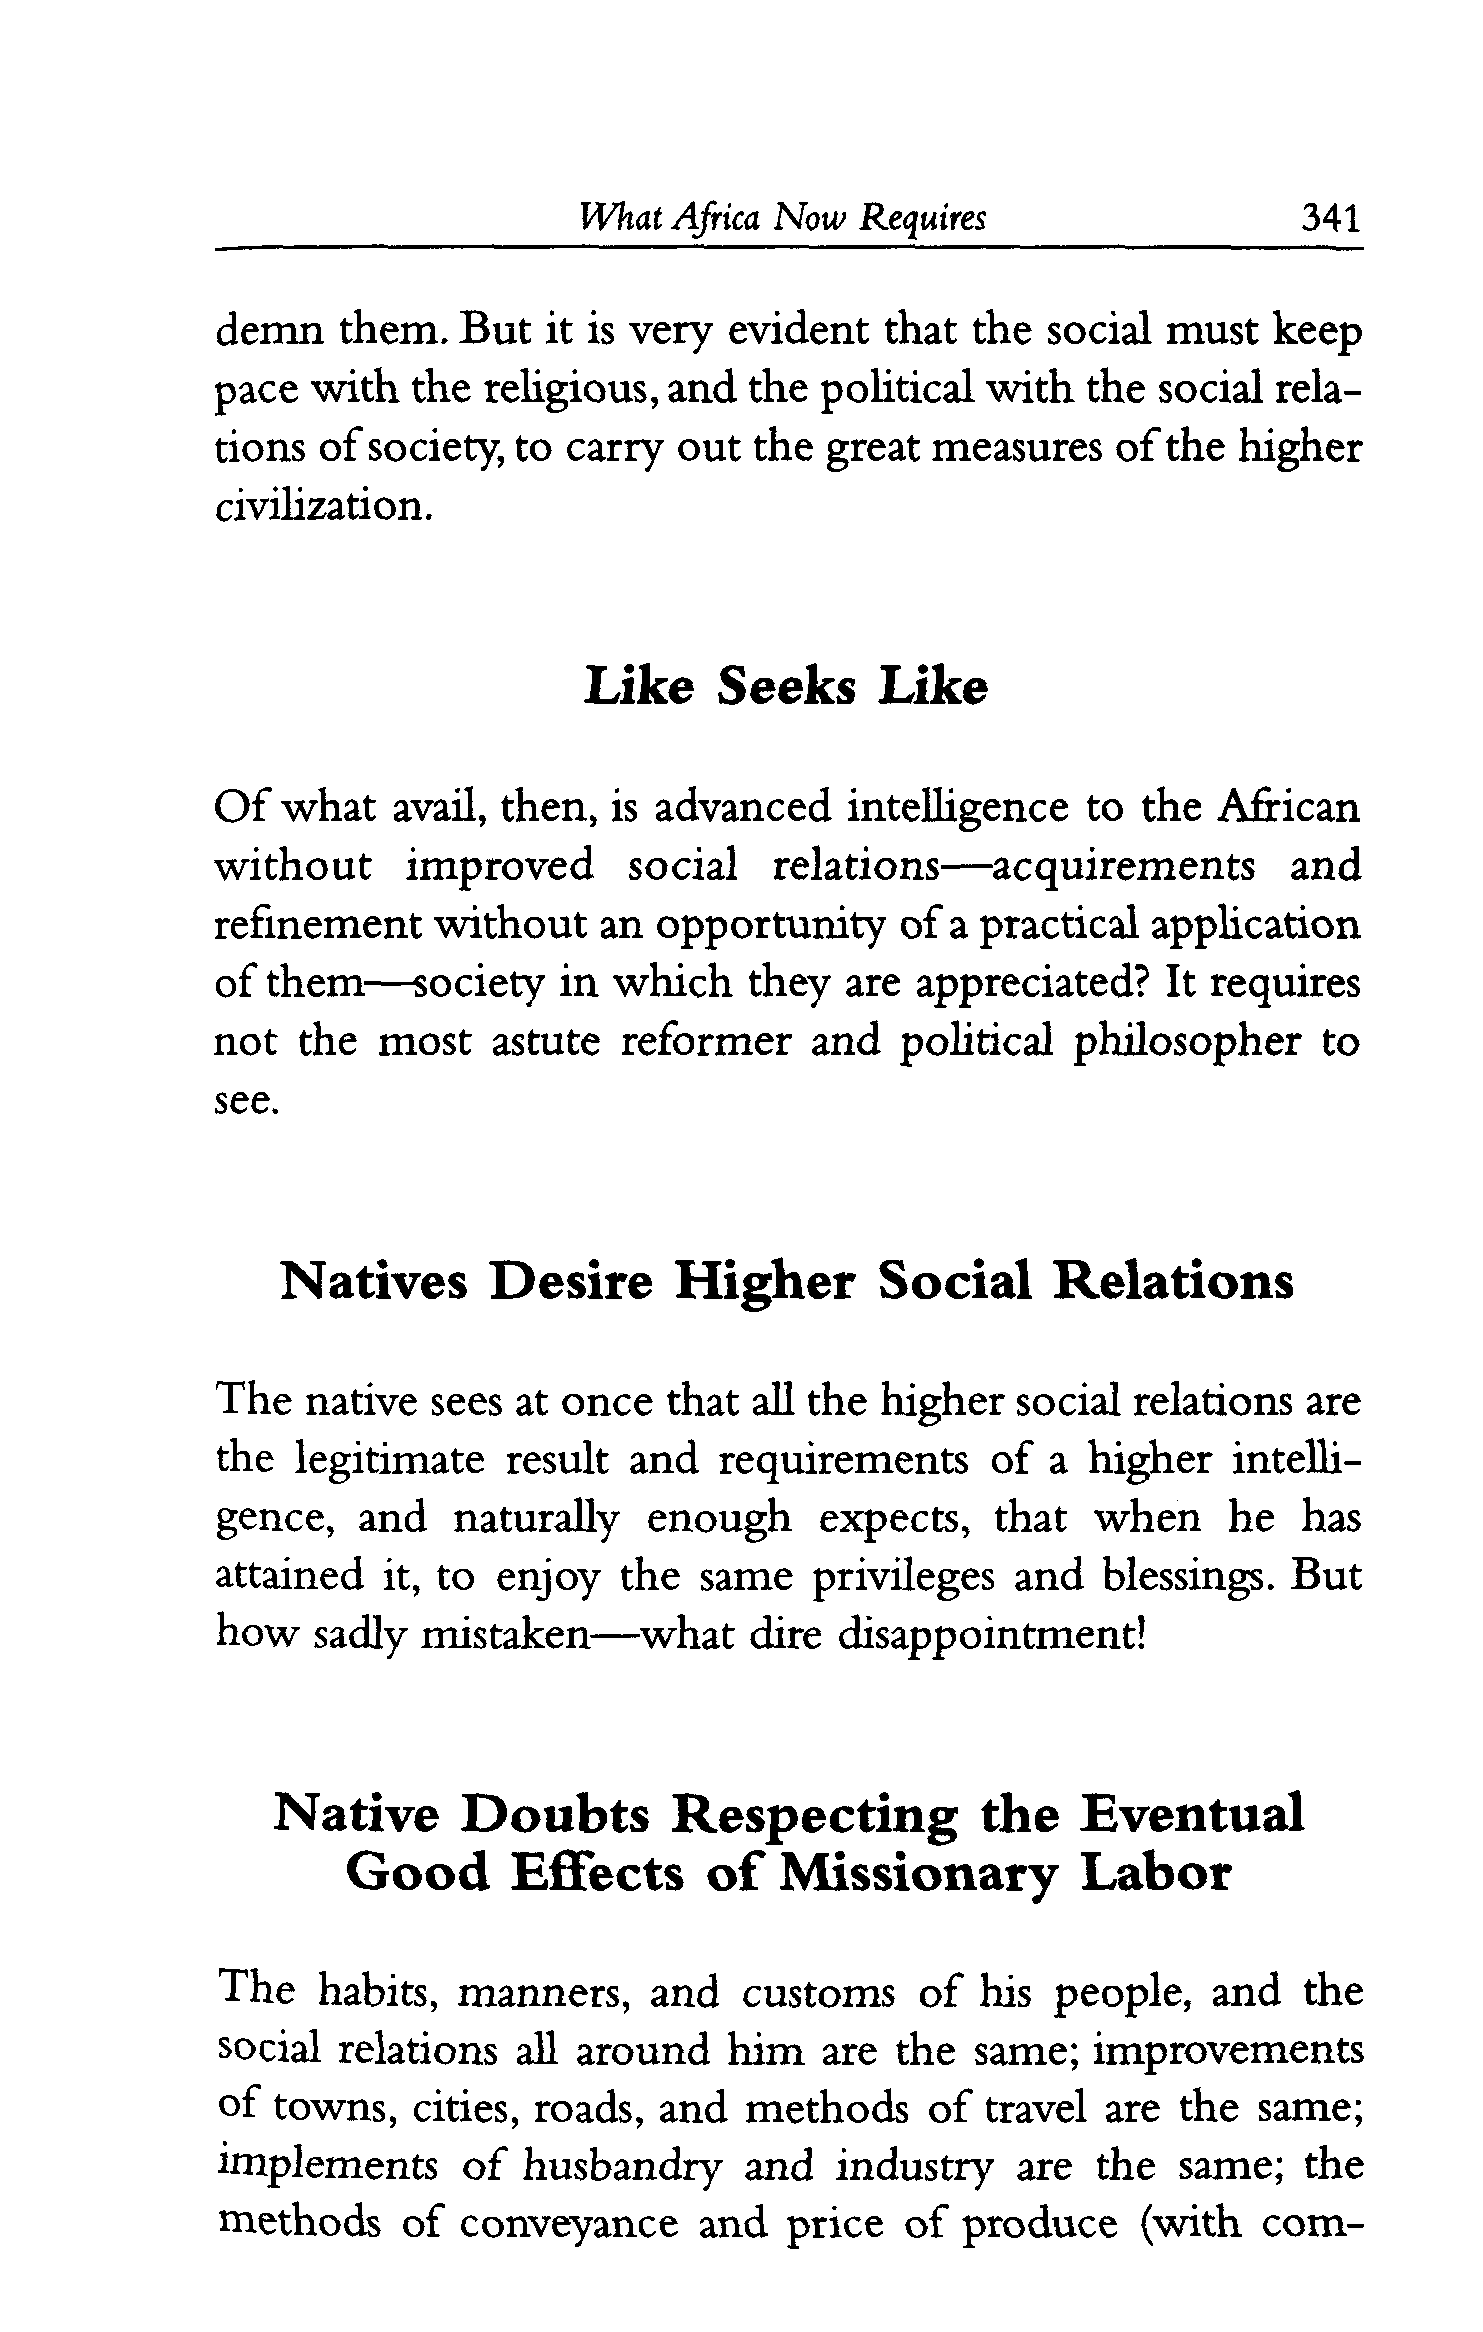 What Africa Now Requires 341
demn them. But it is very evident that the social must keep
pace with the religious, and the political with the social rela-
tions of society, to carry out the great measures of the higher
civilization.
Like Seeks Like
Of what avail, then, is advanced intelligence to the African
without improved social relations—acquirements and
refinement without an opportunity of a practical application
of them—society in which they are appreciated? It requires
not the most astute reformer and political philosopher to
see.
Natives Desire Higher Social Relations
The native sees at once that all the higher social relations are
the legitimate result and requirements of a higher intelli-
gence, and naturally enough expects, that when he has
attained it, to enjoy the same privileges and blessings. But
how sadly mistaken—what dire disappointment!
Native Doubts Respecting the Eventual
Good Effects of Missionary Labor
The habits, manners, and customs of his people, and the
social relations all around him are the same; improvements
of towns, cities, roads, and methods of travel are the same;
implements of husbandry and industry are the same; the
methods of conveyance and price of produce (with com-